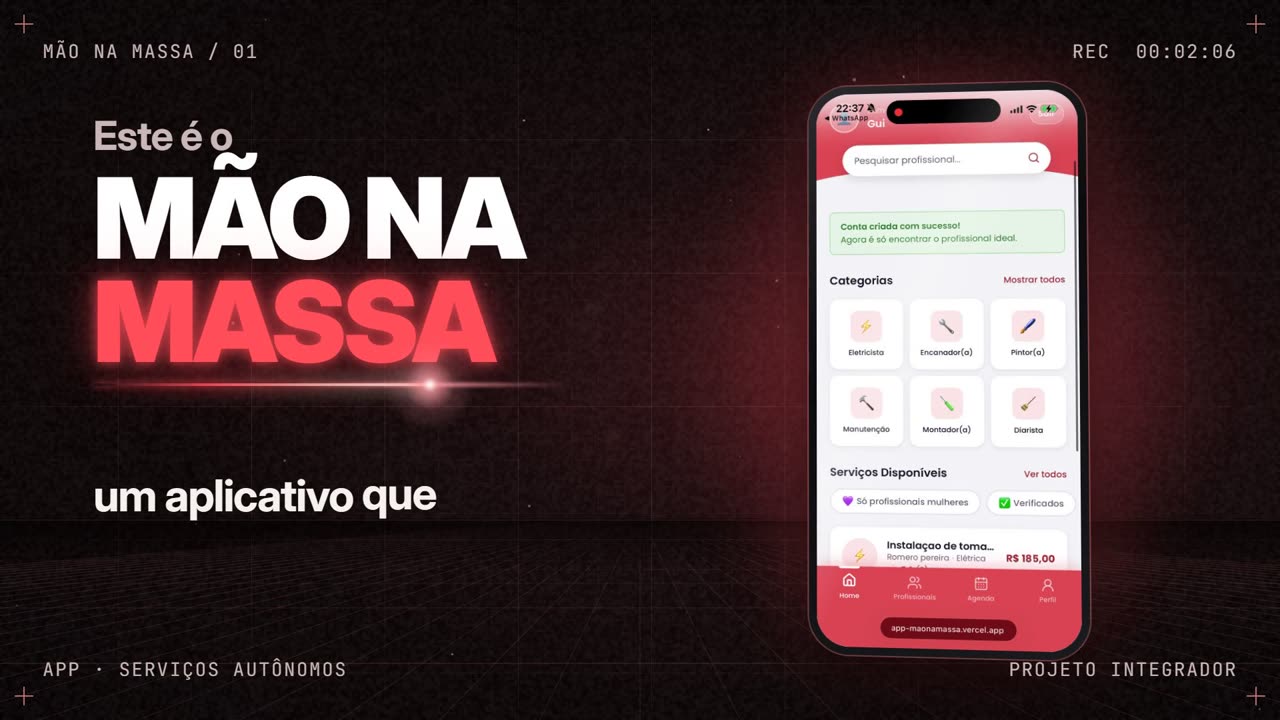 MÃO NA MASSA / 01
REC 00:02:06
Este é o
MÃO NA
MASSA
um aplicativo que
22:37
◀ WhatsApp
Gui
Pesquisar profissional...
Conta criada com sucesso!
Agora é só encontrar o profissional ideal.
Categorias
Mostrar todos
Eletricista
Encanador(a)
Pintor(a)
Manutenção
Montador(a)
Diarista
Serviços Disponíveis
Ver todos
💜 Só profissionais mulheres
✅ Verificados
Instalaçao de toma...
Romero pereira · Elétrica
R$ 185,00
Home
Profissionais
Agenda
Perfil
app-maonamassa.vercel.app
APP · SERVIÇOS AUTÔNOMOS
PROJETO INTEGRADOR